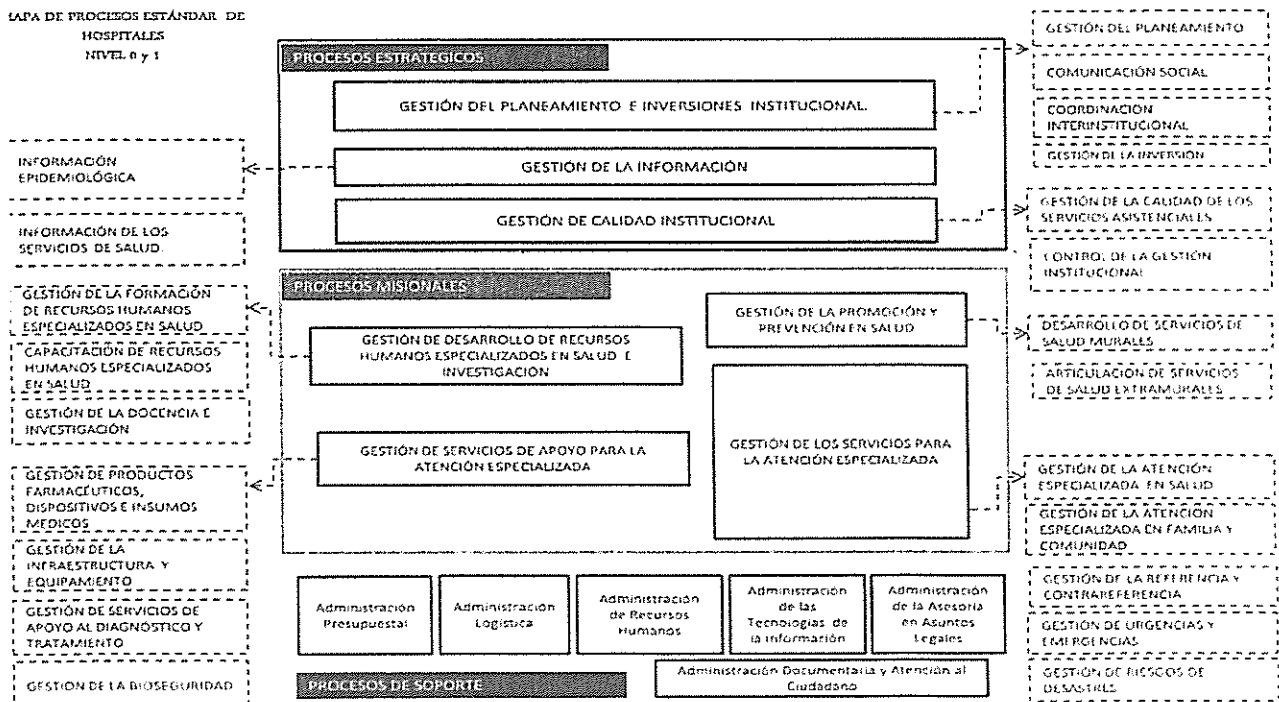 MAPA DE PROCESOS ESTÁNDAR DE
HOSPITALES
NIVEL 0 y 1
PROCESOS ESTRATEGICOS
GESTIÓN DEL PLANEAMIENTO E INVERSIONES INSTITUCIONAL.
GESTIÓN DE LA INFORMACIÓN
GESTIÓN DE CALIDAD INSTITUCIONAL
GESTIÓN DEL PLANEAMIENTO
COMUNICACIÓN SOCIAL
COORDINACIÓN
INTERINSTITUCIONAL
GESTIÓN DE LA INVERSIÓN
GESTIÓN DE LA CALIDAD DE LOS
SERVICIOS ASISTENCIALES
CONTROL DE LA GESTIÓN
INSTITUCIONAL
INFORMACIÓN
EPIDEMIOLÓGICA
INFORMACIÓN DE LOS
SERVICIOS DE SALUD.
PROCESOS MISIONALES
GESTIÓN DE DESARROLLO DE RECURSOS
HUMANOS ESPECIALIZADOS EN SALUD E
INVESTIGACIÓN
GESTIÓN DE SERVICIOS DE APOYO PARA LA
ATENCIÓN ESPECIALIZADA
GESTIÓN DE LA PROMOCIÓN Y
PREVENCIÓN EN SALUD
GESTIÓN DE LOS SERVICIOS PARA
LA ATENCIÓN ESPECIALIZADA
GESTIÓN DE LA FORMACIÓN
DE RECURSOS HUMANOS
ESPECIALIZADOS EN SALUD
CAPACITACIÓN DE RECURSOS
HUMANOS ESPECIALIZADOS
EN SALUD
GESTIÓN DE LA DOCENCIA E
INVESTIGACIÓN
GESTIÓN DE PRODUCTOS
FARMACÉUTICOS,
DISPOSITIVOS E INSUMOS
MEDICOS
GESTIÓN DE LA
INFRAESTRUCTURA Y
EQUIPAMIENTO
GESTIÓN DE SERVICIOS DE
APOYO AL DIAGNÓSTICO Y
TRATAMIENTO
GESTIÓN DE LA BIOSEGURIDAD
DESARROLLO DE SERVICIOS DE
SALUD MURALES
ARTICULACIÓN DE SERVICIOS
DE SALUD EXTRAMURALES
GESTIÓN DE LA ATENCIÓN
ESPECIALIZADA EN SALUD
GESTIÓN DE LA ATENCIÓN
ESPECIALIZADA EN FAMILIA Y
COMUNIDAD
GESTIÓN DE LA REFERENCIA Y
CONTRAREFERENCIA
GESTIÓN DE URGENCIAS Y
EMERGENCIAS
GESTIÓN DE RIESGOS DE
DESASTRES
Administración
Presupuestal
Administración
Logística
Administración
de Recursos
Humanos
Administración
de las
Tecnologías de
la Información
Administración
de la Asesoría
en Asuntos
Legales
PROCESOS DE SOPORTE
Administración Documentaria y Atención al
Ciudadano